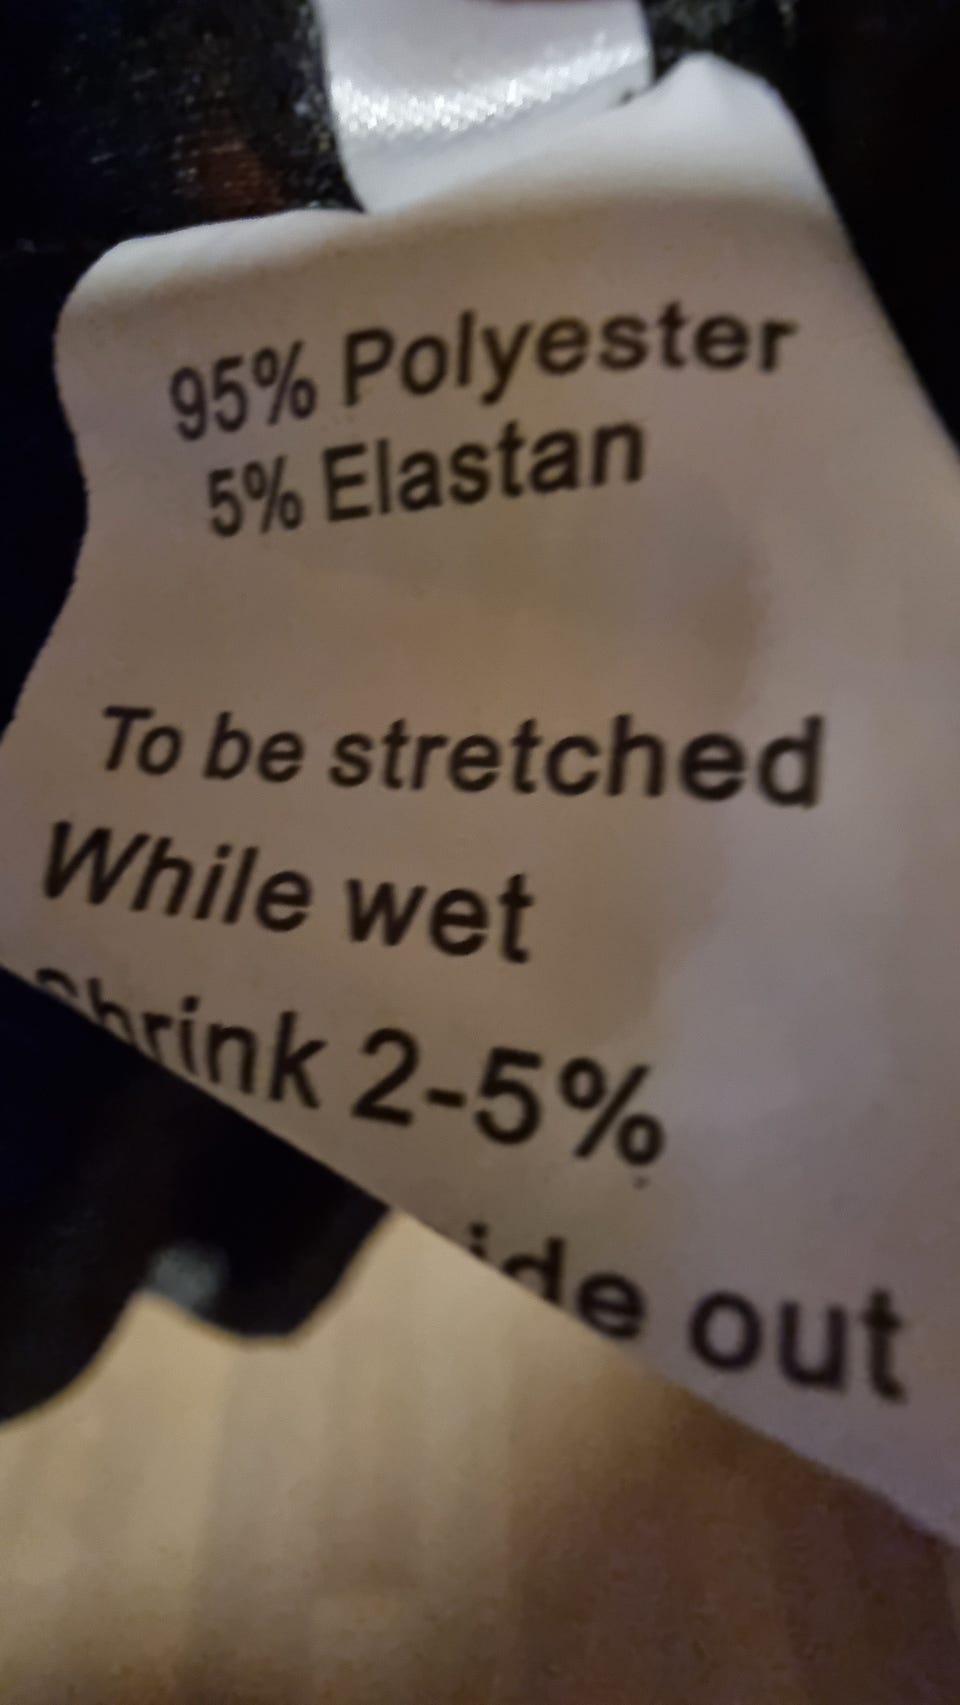 95% Polyester
5% Elastan
To be stretched
While wet
Shrink 2-5%
out